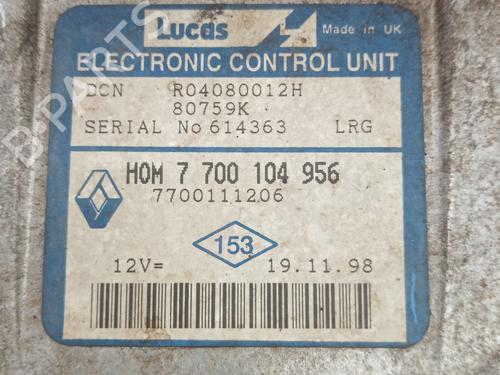 Lucas
Made in UK
ELECTRONIC CONTROL UNIT
DCN R04080012H
80759K
SERIAL No 614363 LRG
HOM 7 700 104 956
7700111206
153
12V= 19.11.98
B-PARTS